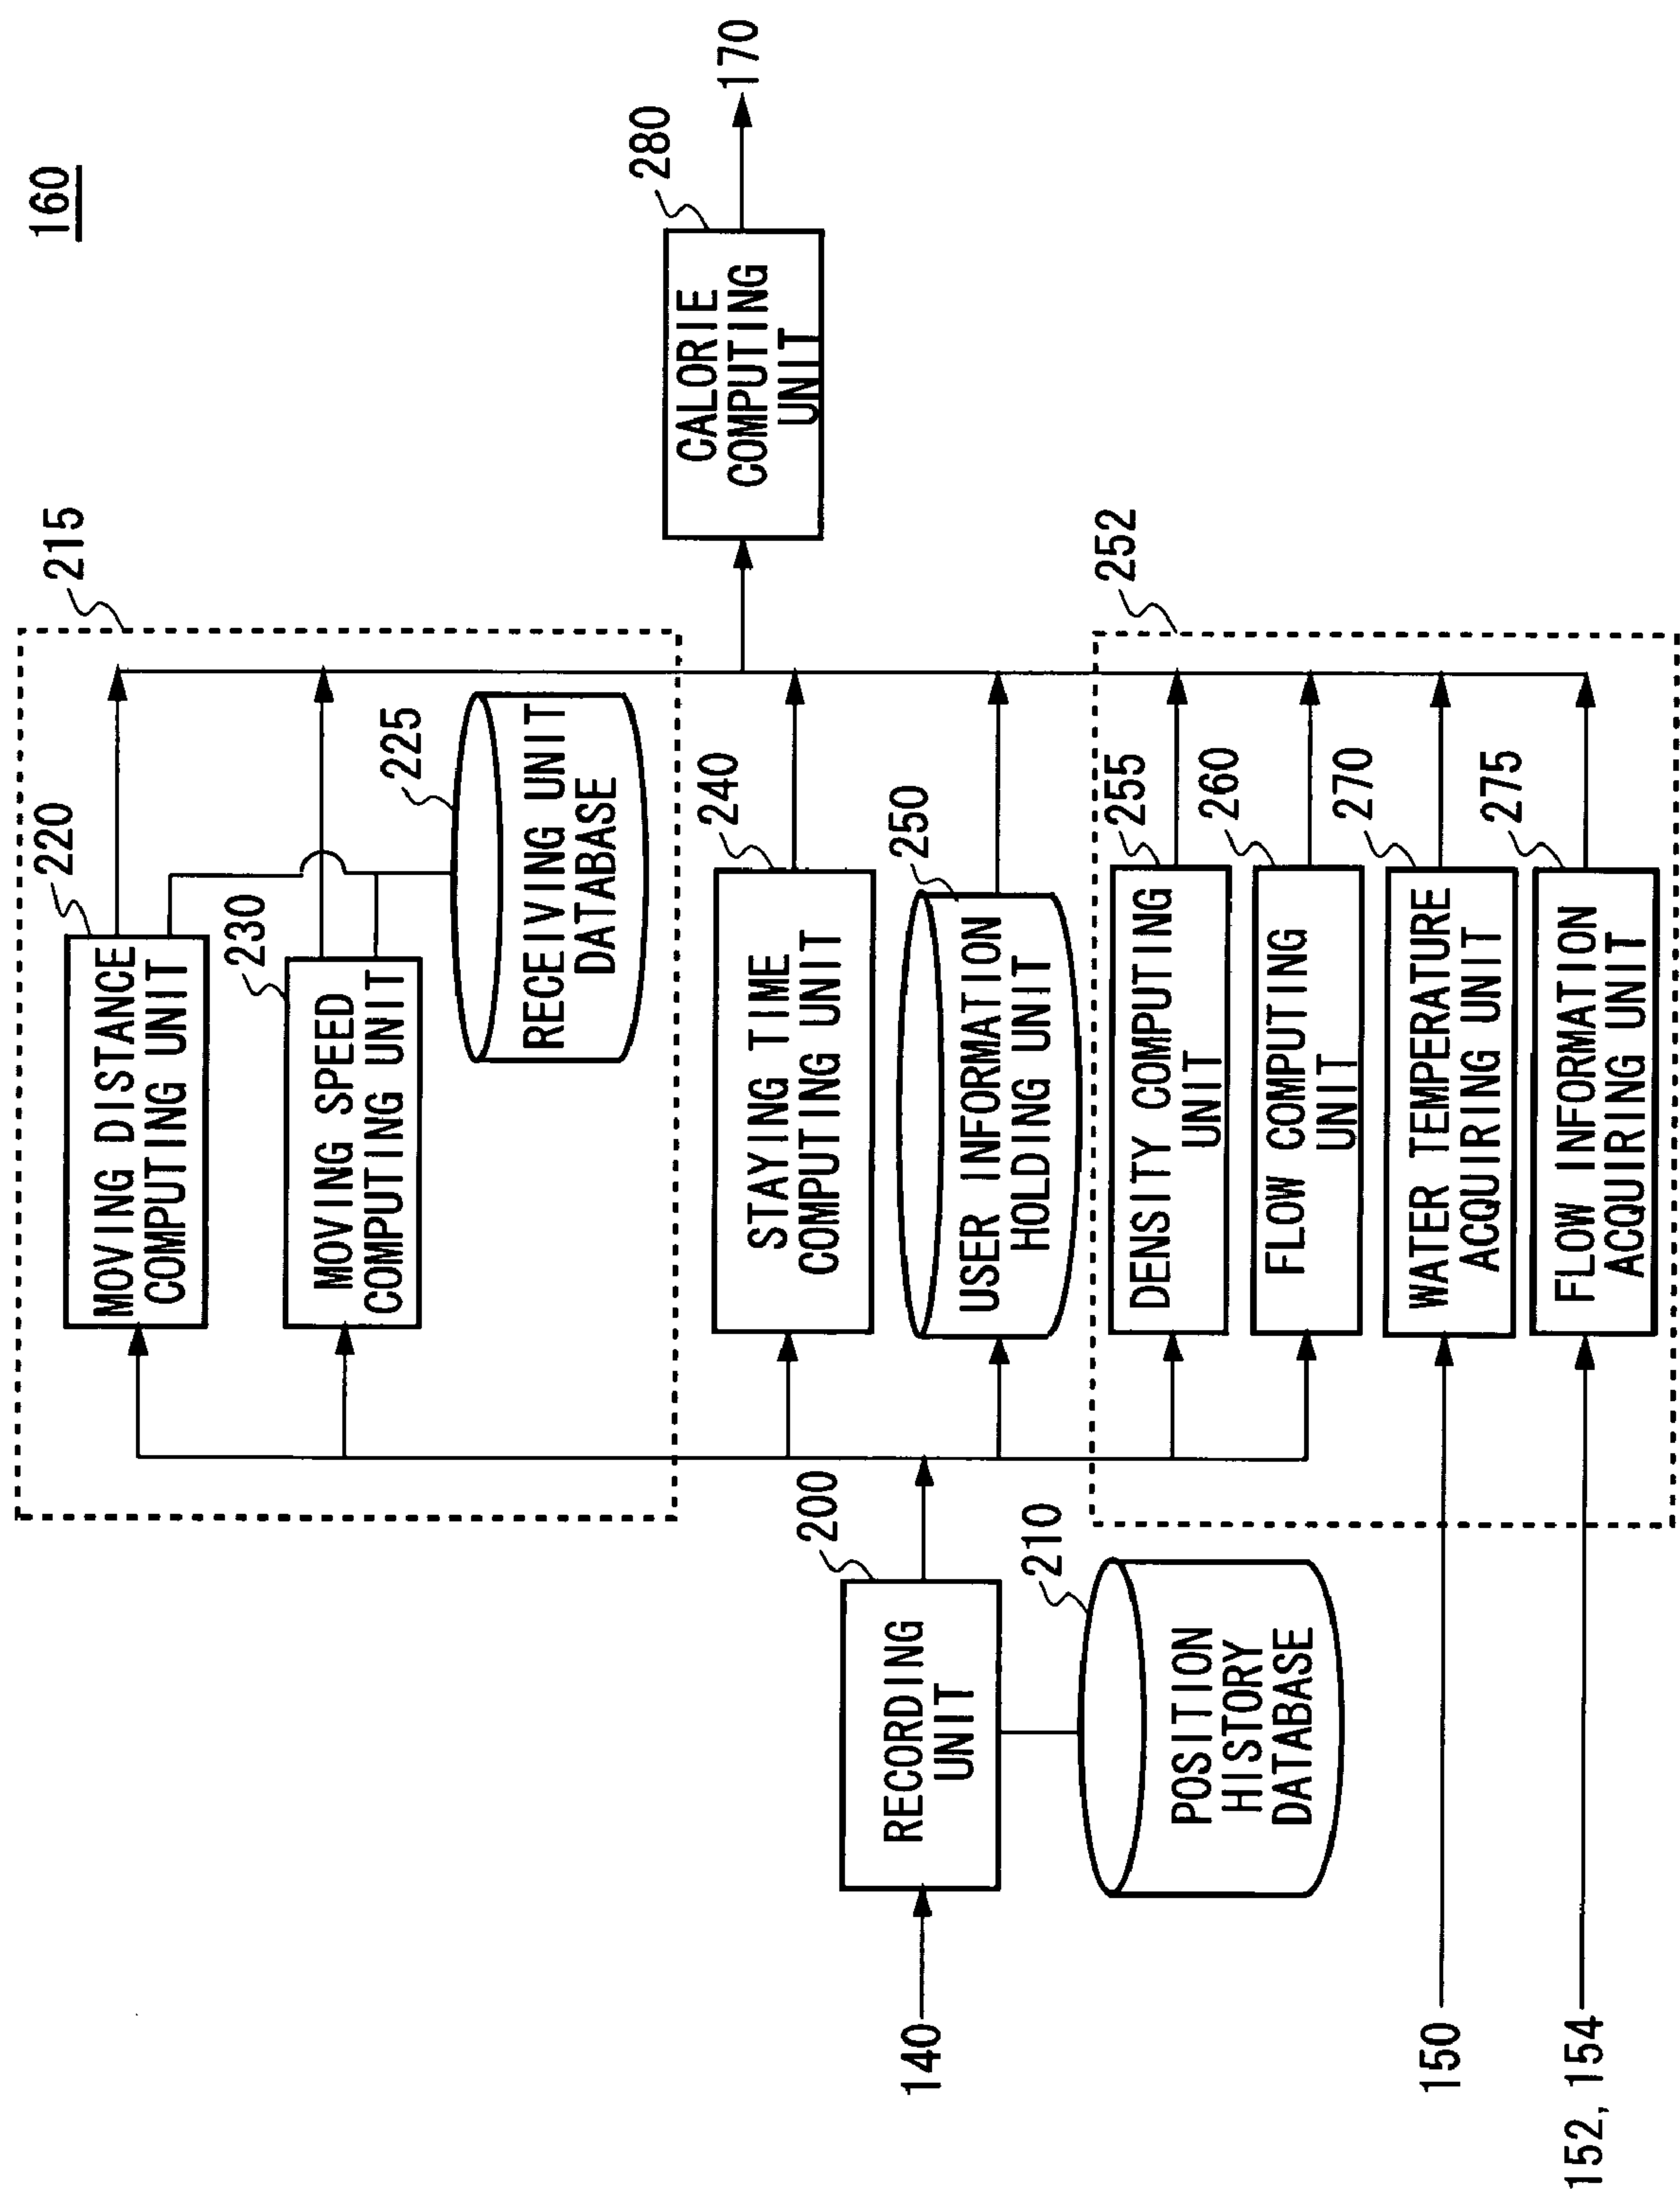 160
215
220
MOVING DISTANCE
COMPUTING UNIT
230
MOVING SPEED
COMPUTING UNIT
225
RECEIVING UNIT
DATABASE
140
200
RECORDING
UNIT
210
POSITION
HISTORY
DATABASE
240
STAYING TIME
COMPUTING UNIT
250
USER INFORMATION
HOLDING UNIT
280
CALORIE
COMPUTING
UNIT
170
252
255
DENSITY COMPUTING
UNIT
260
FLOW COMPUTING
UNIT
150
270
WATER TEMPERATURE
ACQUIRING UNIT
152, 154
275
FLOW INFORMATION
ACQUIRING UNIT